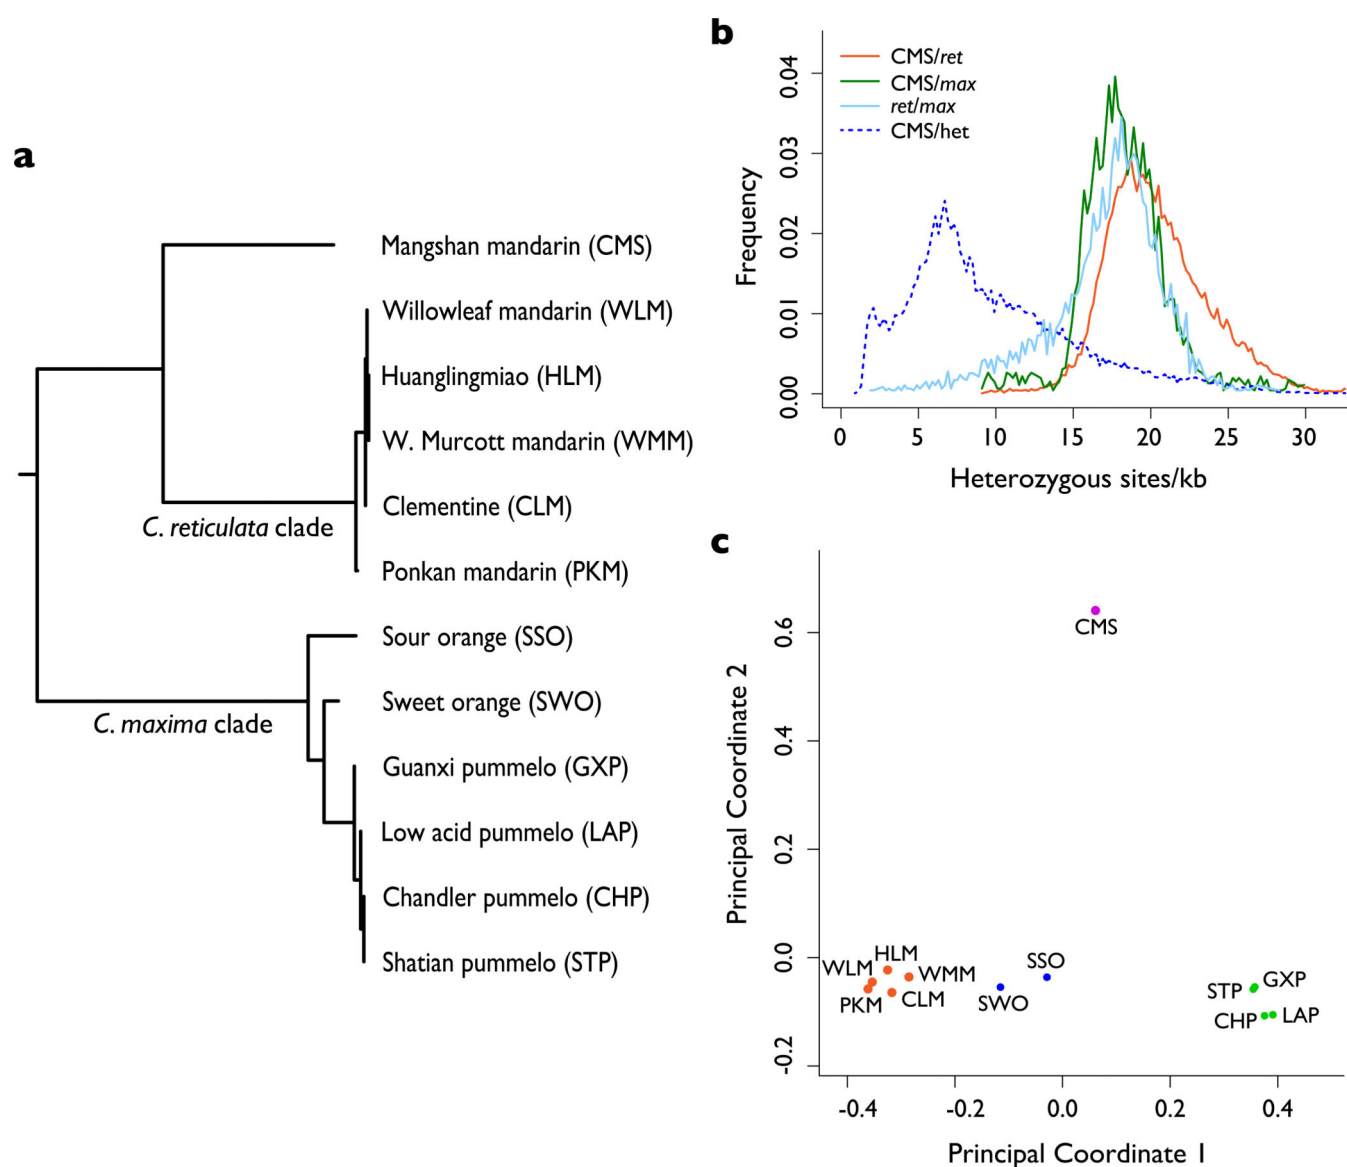 a
Mangshan mandarin (CMS)
Willowleaf mandarin (WLM)
Huanglingmiao (HLM)
W. Murcott mandarin (WMM)
Clementine (CLM)
C. reticulata clade
Ponkan mandarin (PKM)
Sour orange (SSO)
Sweet orange (SWO)
C. maxima clade
Guanxi pummelo (GXP)
Low acid pummelo (LAP)
Chandler pummelo (CHP)
Shatian pummelo (STP)
b
CMS/ret
CMS/max
ret/max
CMS/het
Frequency
0.04
0.03
0.02
0.01
0.00
0 5 10 15 20 25 30
Heterozygous sites/kb
c
Principal Coordinate 2
0.6
0.4
0.2
0.0
-0.2
CMS
HLM
WLM
WMM
PKM
CLM
SSO
SWO
GXP
STP
CHP
LAP
-0.4 -0.2 0.0 0.2 0.4
Principal Coordinate 1